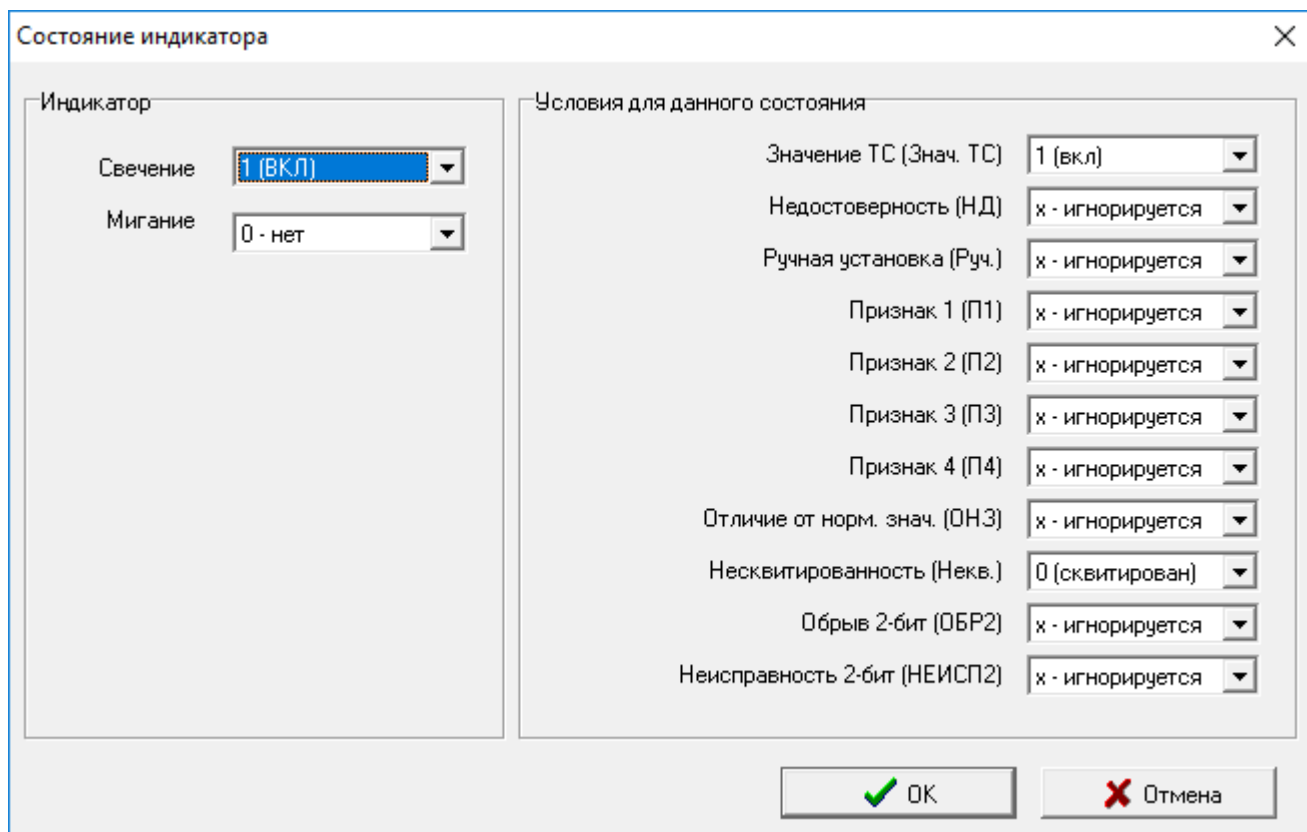 Состояние индикатора
Индикатор
Свечение 1 (ВКЛ)
Мигание 0 - нет
Условия для данного состояния
Значение ТС (Знач. ТС) 1 (вкл)
Недостоверность (НД) х - игнорируется
Ручная установка (Руч.) х - игнорируется
Признак 1 (П1) х - игнорируется
Признак 2 (П2) х - игнорируется
Признак 3 (П3) х - игнорируется
Признак 4 (П4) х - игнорируется
Отличие от норм. знач. (ОНЗ) х - игнорируется
Несквитированность (Некв.) 0 (сквитирован)
Обрыв 2-бит (ОБР2) х - игнорируется
Неисправность 2-бит (НЕИСП2) х - игнорируется
OK
Отмена